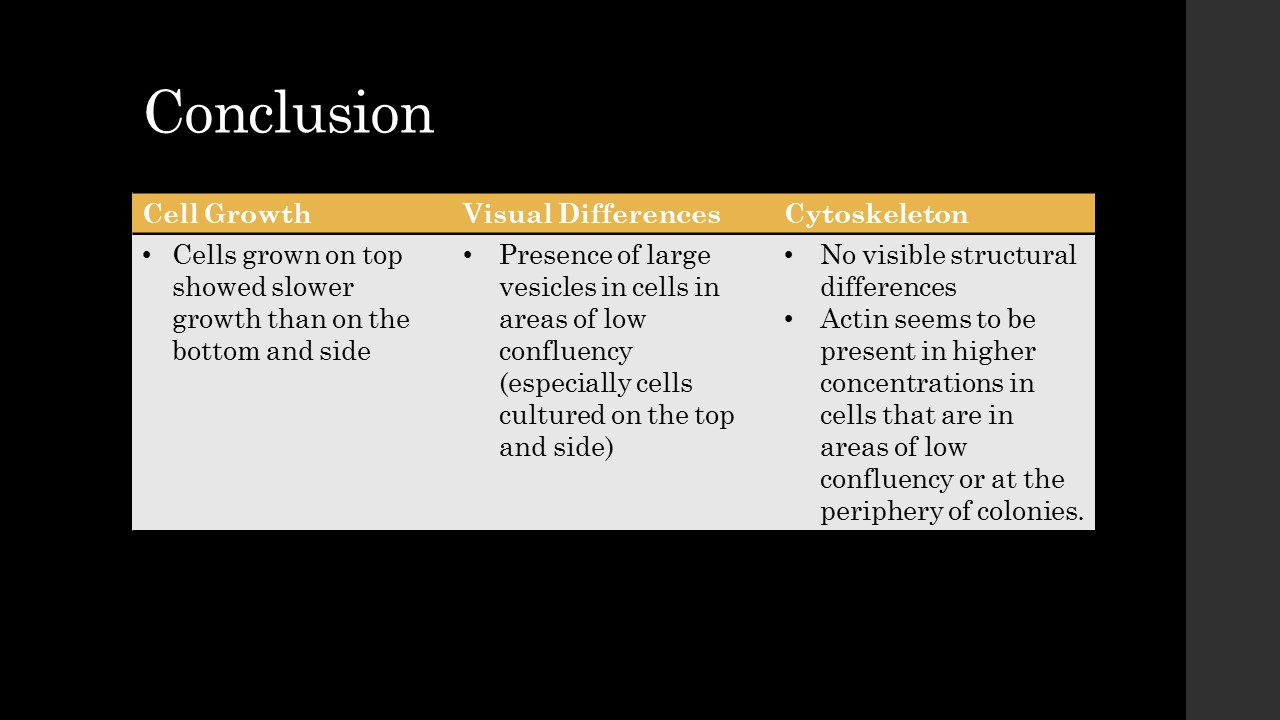 Conclusion
Cell Growth
Visual Differences
Cytoskeleton
• Cells grown on top
showed slower
growth than on the
bottom and side
• Presence of large
vesicles in cells in
areas of low
confluency
(especially cells
cultured on the top
and side)
• No visible structural
differences
• Actin seems to be
present in higher
concentrations in
cells that are in
areas of low
confluency or at the
periphery of colonies.